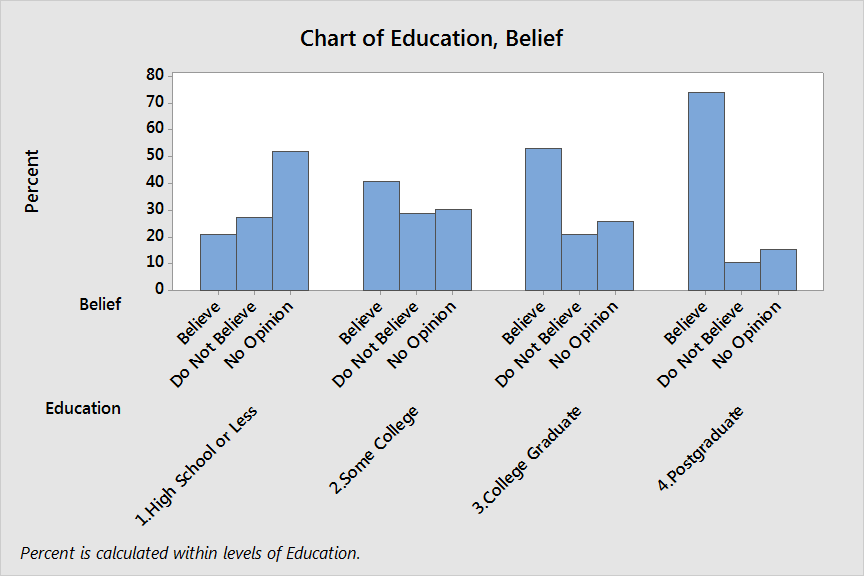 Chart of Education, Belief
Percent
80
70
60
50
40
30
20
10
0
Belief
Believe
Do Not Believe
No Opinion
Believe
Do Not Believe
No Opinion
Believe
Do Not Believe
No Opinion
Believe
Do Not Believe
No Opinion
Education
1.High School or Less
2.Some College
3.College Graduate
4.Postgraduate
Percent is calculated within levels of Education.